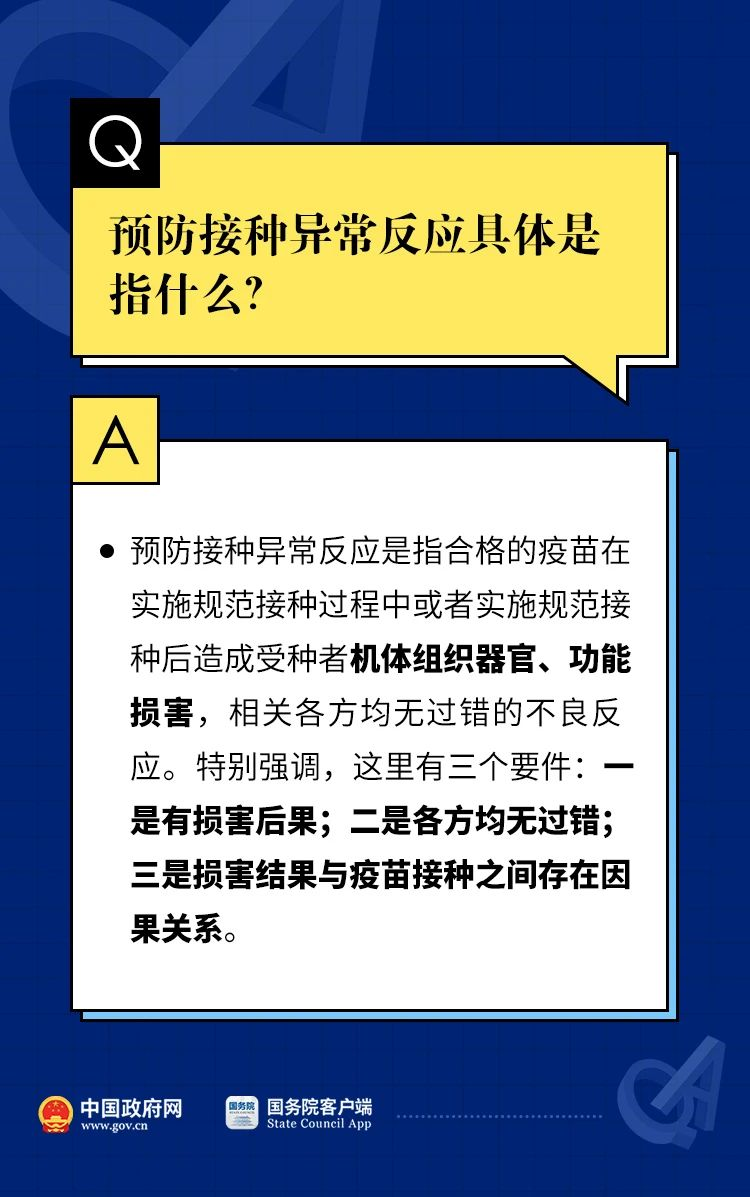 Q
预防接种异常反应具体是
指什么？
A
● 预防接种异常反应是指合格的疫苗在
实施规范接种过程中或者实施规范接
种后造成受种者机体组织器官、功能
损害，相关各方均无过错的不良反
应。特别强调，这里有三个要件：一
是有损害后果；二是各方均无过错；
三是损害结果与疫苗接种之间存在因
果关系。
中国政府网
www.gov.cn
国务院
国务院客户端
State Council App
QA